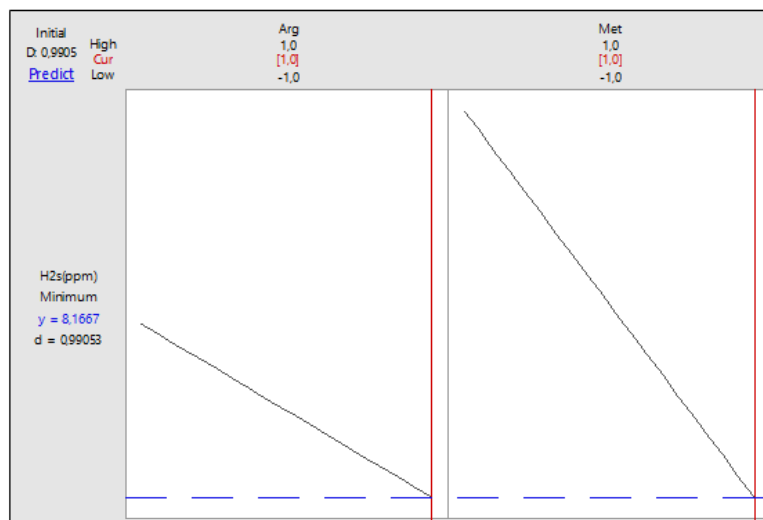 Initial
D: 0,9905
Predict
High
Cur
Low
Arg
1,0
[1,0]
-1,0
Met
1,0
[1,0]
-1,0
H2s(ppm)
Minimum
y = 8,1667
d = 0,99053